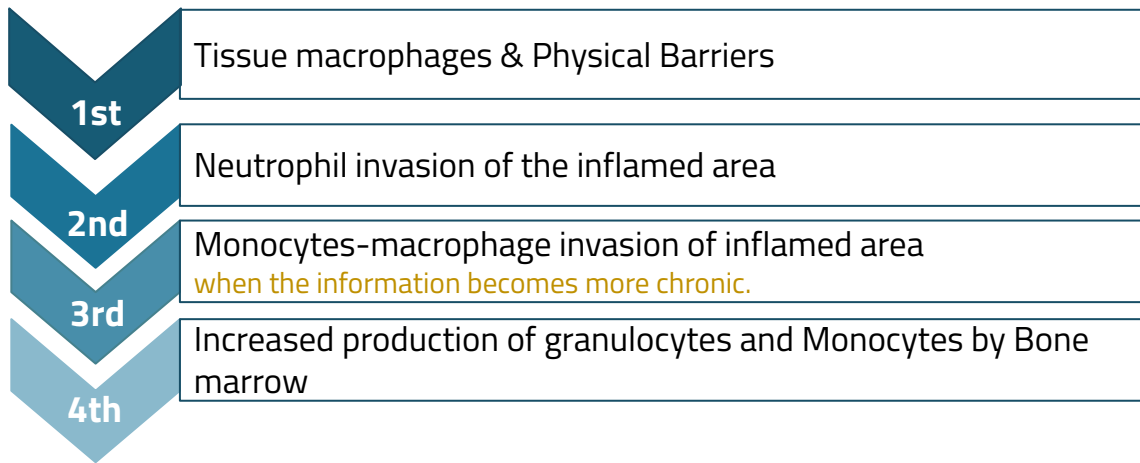 1st
Tissue macrophages & Physical Barriers
2nd
Neutrophil invasion of the inflamed area
3rd
Monocytes-macrophage invasion of inflamed area
when the information becomes more chronic.
4th
Increased production of granulocytes and Monocytes by Bone
marrow